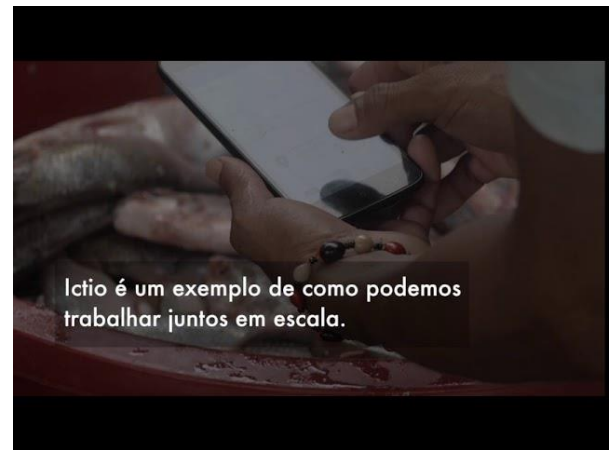 Ictio é um exemplo de como podemos
trabalhar juntos em escala.